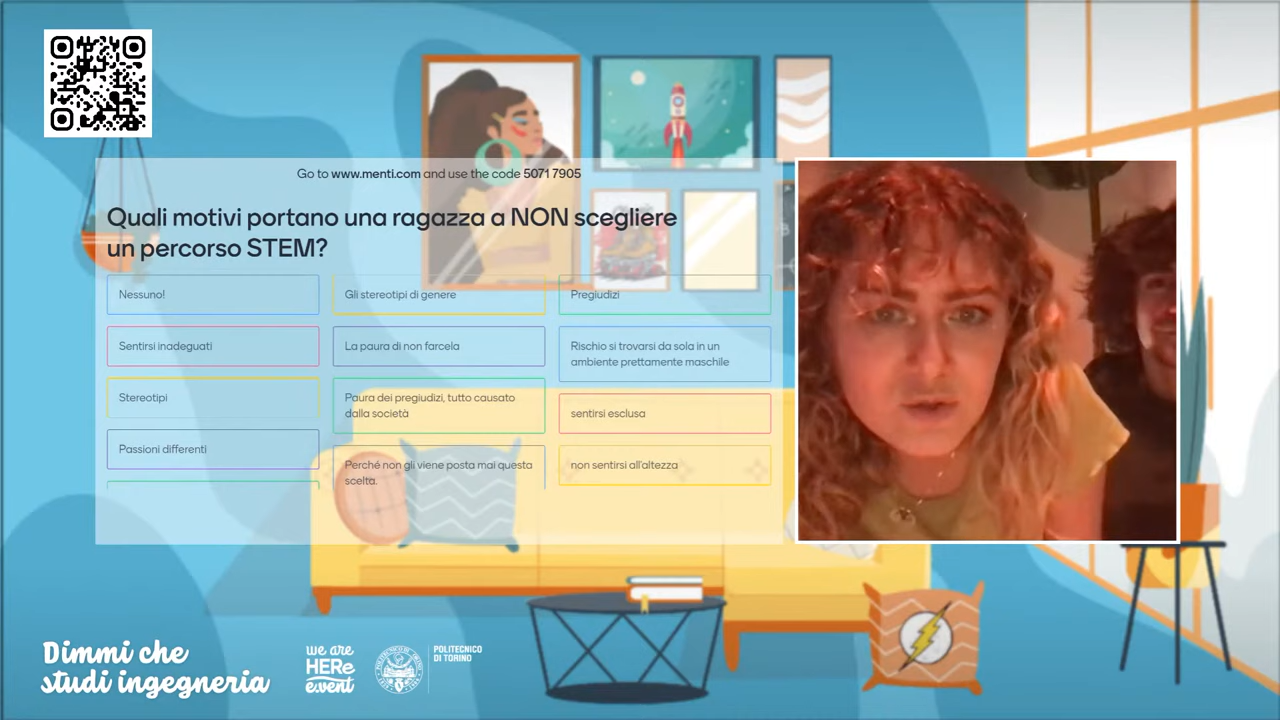 Go to www.menti.com and use the code 5071 7905
Quali motivi portano una ragazza a NON scegliere
un percorso STEM?
Nessuno!
Gli stereotipi di genere
Pregiudizi
Sentirsi inadeguati
La paura di non farcela
Rischio si trovarsi da sola in un
ambiente prettamente maschile
Stereotipi
Paura dei pregiudizi, tutto causato
dalla società
sentirsi esclusa
Passioni differenti
Perché non gli viene posta mai questa
scelta.
non sentirsi all'altezza
Dimmi che
studi ingegneria
we are
HERe
event
POLITECNICO
DI TORINO